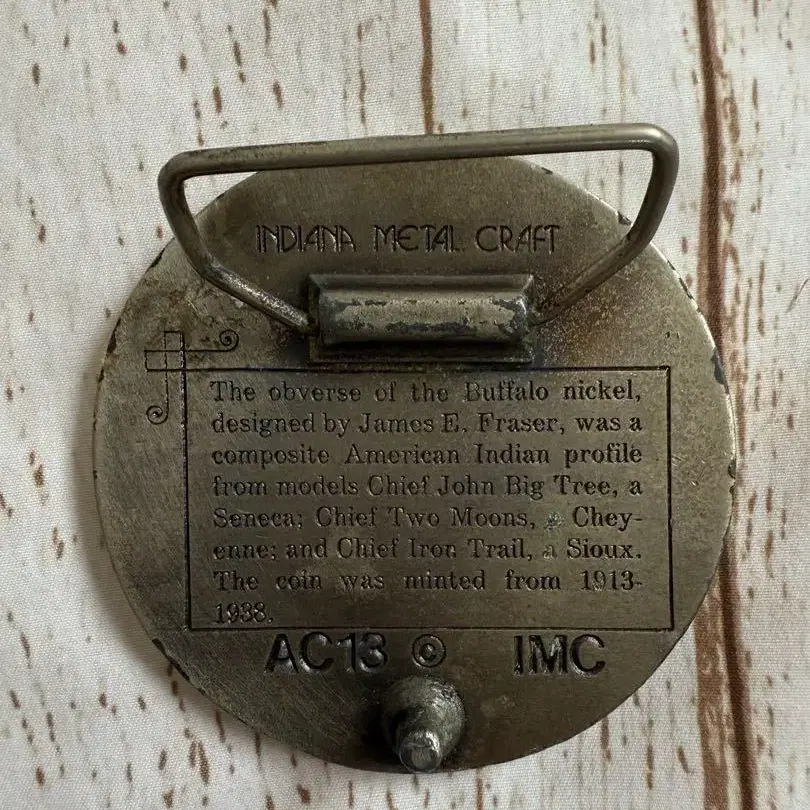 INDIANA METAL CRAFT
The obverse of the Buffalo nickel,
designed by James E. Fraser, was a
composite American Indian profile
from models Chief John Big Tree, a
Seneca; Chief Two Moons, a Chey-
enne; and Chief Iron Trail, a Sioux.
The coin was minted from 1913-
1938.
AC13 © IMC